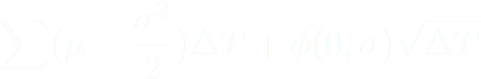 ∑(μ − σ²/2)ΔT + φ(0, σ)√ΔT